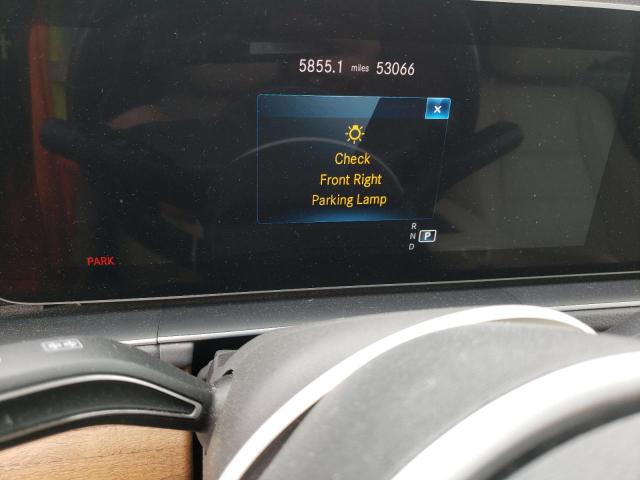 5855.1 miles 53066
x
Check
Front Right
Parking Lamp
R
N P
D
PARK